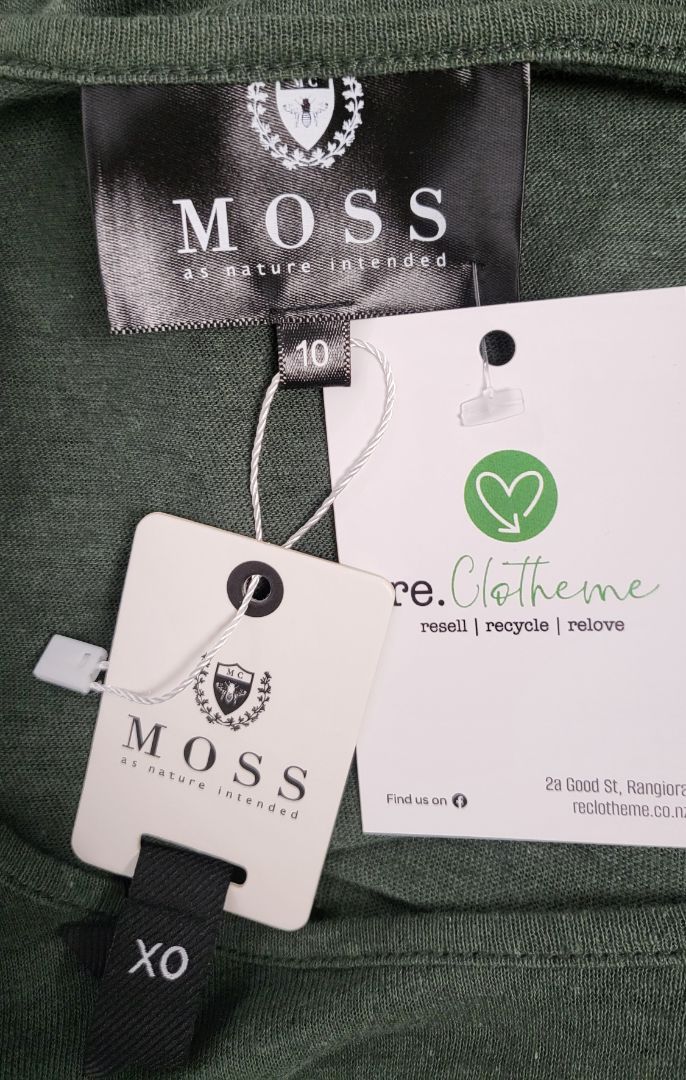 MC
MOSS
as nature intended
10
re.Clotheme
resell | recycle | relove
MC
MOSS
as nature intended
Find us on
2a Good St, Rangiora
reclotheme.co.nz
XO